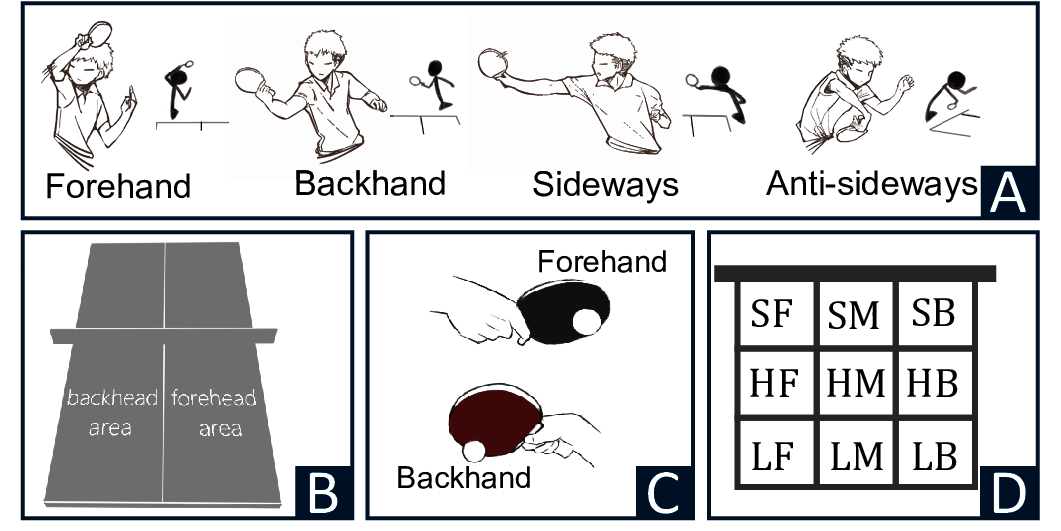 Forehand
Backhand
Sideways
Anti-sideways
A
backhead
area
forehead
area
B
Forehand
Backhand
C
SF SM SB
HF HM HB
LF LM LB
D